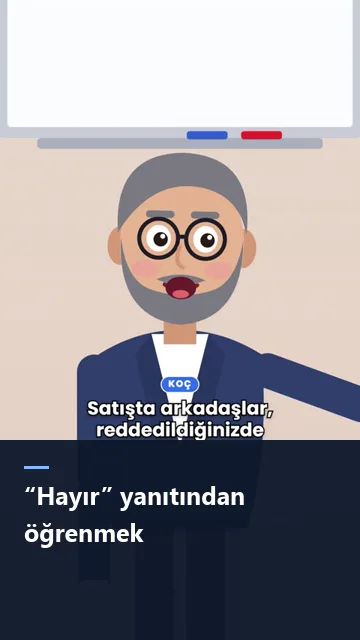 KOÇ
Satışta arkadaşlar,
reddedildiğinizde
“Hayır” yanıtından
öğrenmek